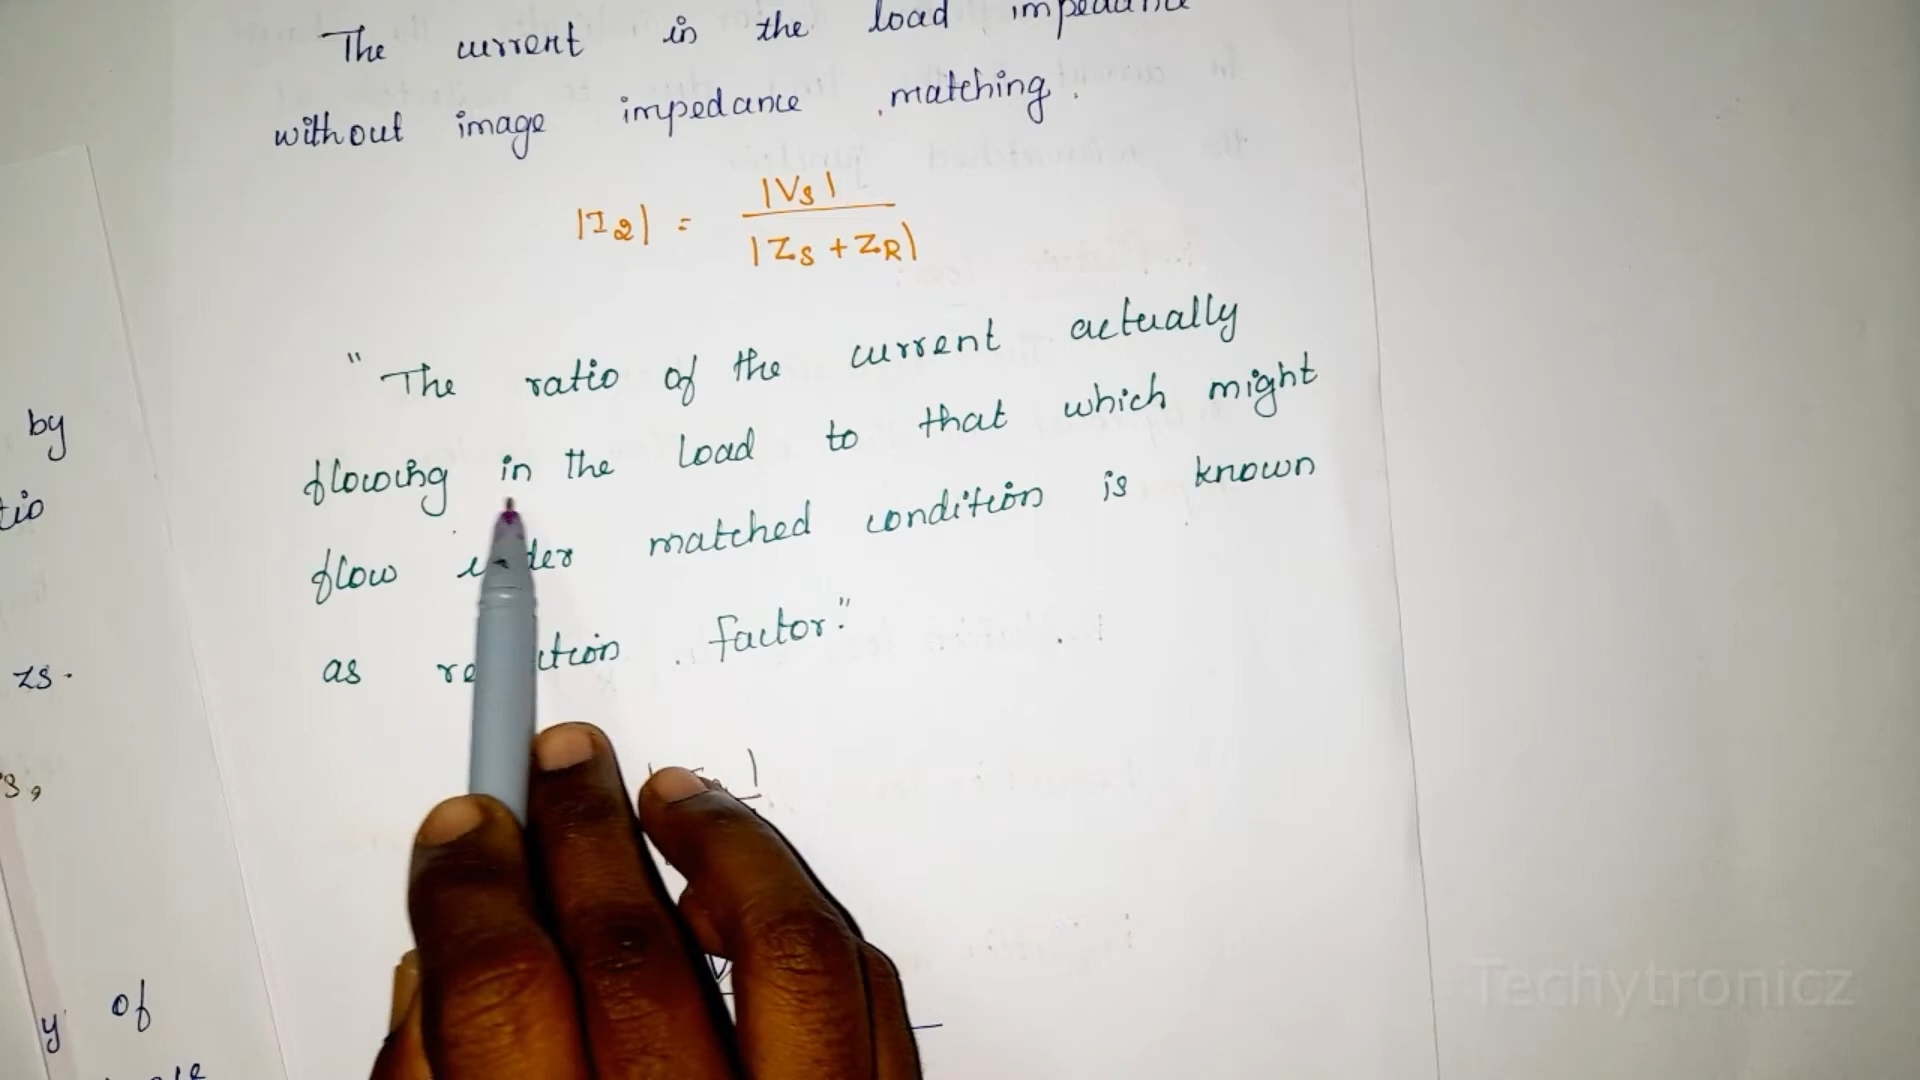 The current in the load
without image impedance matching.
|I2| = |VS| / |ZS + ZR|
"The ratio of the current actually
flowing in the load to that which might
flow under matched condition is known
as factor."
by
tio
ZS.
s,
y of
Techytronicz